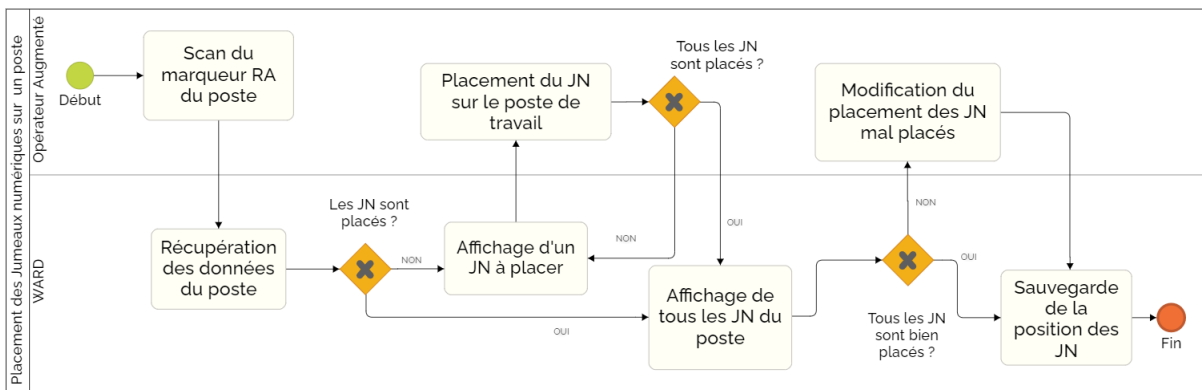 Placement des Jumeaux numériques sur un poste
Opérateur Augmenté
WARD
Début
Scan du
marqueur RA
du poste
Placement du JN
sur le poste de
travail
Tous les JN
sont placés ?
Modification du
placement des JN
mal placés
Les JN sont
placés ?
Récupération
des données
du poste
NON
Affichage d'un
JN à placer
NON
OUI
OUI
Affichage de
tous les JN du
poste
NON
OUI
Tous les JN
sont bien
placés ?
Sauvegarde
de la
position des
JN
Fin